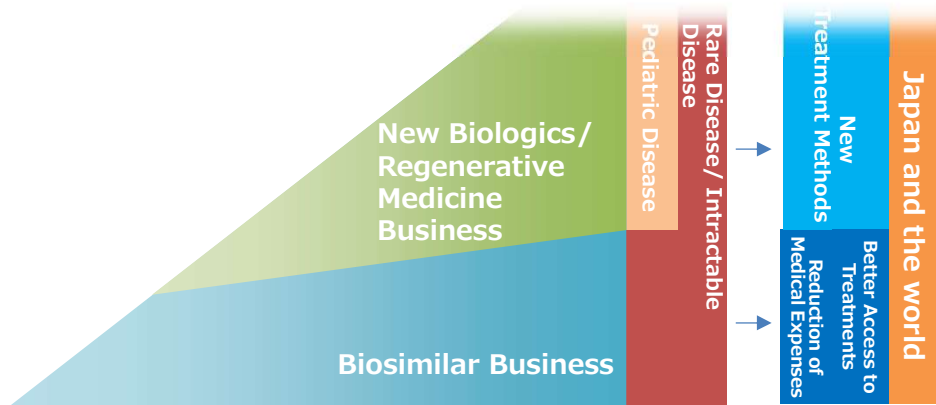 New Biologics/
Regenerative
Medicine
Business
Biosimilar Business
Pediatric Disease
Rare Disease/ Intractable
Disease
New
Treatment Methods
Better Access to
Treatments
Reduction of
Medical Expenses
Japan and the world